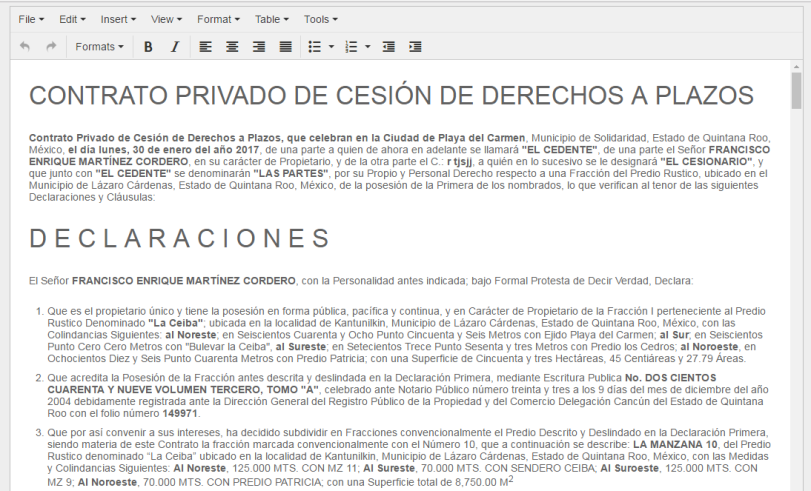 File Edit Insert View Format Table Tools
Formats B I
CONTRATO PRIVADO DE CESIÓN DE DERECHOS A PLAZOS
Contrato Privado de Cesión de Derechos a Plazos, que celebran en la Ciudad de Playa del Carmen, Municipio de Solidaridad, Estado de Quintana Roo,
México, el día lunes, 30 de enero del año 2017, de una parte a quien de ahora en adelante se llamará "EL CEDENTE", de una parte el Señor FRANCISCO
ENRIQUE MARTÍNEZ CORDERO, en su carácter de Propietario, y de la otra parte el C.: r tjsjj, a quién en lo sucesivo se le designará "EL CESIONARIO", y
que junto con "EL CEDENTE" se denominarán "LAS PARTES", por su Propio y Personal Derecho respecto a una Fracción del Predio Rustico, ubicado en el
Municipio de Lázaro Cárdenas, Estado de Quintana Roo, México, de la posesión de la Primera de los nombrados, lo que verifican al tenor de las siguientes
Declaraciones y Cláusulas:
D E C L A R A C I O N E S
El Señor FRANCISCO ENRIQUE MARTÍNEZ CORDERO, con la Personalidad antes indicada; bajo Formal Protesta de Decir Verdad, Declara:
1. Que es el propietario único y tiene la posesión en forma pública, pacífica y continua, y en Carácter de Propietario de la Fracción I perteneciente al Predio
Rustico Denominado "La Ceiba"; ubicada en la localidad de Kantunilkin, Municipio de Lázaro Cárdenas, Estado de Quintana Roo, México, con las
Colindancias Siguientes: al Noreste; en Seiscientos Cuarenta y Ocho Punto Cincuenta y Seis Metros con Ejido Playa del Carmen; al Sur; en Seiscientos
Punto Cero Cero Metros con "Bulevar la Ceiba", al Sureste; en Setecientos Trece Punto Sesenta y tres Metros con Predio los Cedros; al Noroeste, en
Ochocientos Diez y Seis Punto Cuarenta Metros con Predio Patricia; con una Superficie de Cincuenta y tres Hectáreas, 45 Centiáreas y 27.79 Áreas.
2. Que acredita la Posesión de la Fracción antes descrita y deslindada en la Declaración Primera, mediante Escritura Publica No. DOS CIENTOS
CUARENTA Y NUEVE VOLUMEN TERCERO, TOMO "A", celebrado ante Notario Público número treinta y tres a los 9 días del mes de diciembre del año
2004 debidamente registrada ante la Dirección General del Registro Público de la Propiedad y del Comercio Delegación Cancún del Estado de Quintana
Roo con el folio número 149971.
3. Que por así convenir a sus intereses, ha decidido subdividir en Fracciones convencionalmente el Predio Descrito y Deslindado en la Declaración Primera,
siendo materia de este Contrato la fracción marcada convencionalmente con el Número 10, que a continuación se describe: LA MANZANA 10, del Predio
Rustico denominado “La Ceiba” ubicado en la localidad de Kantunilkin, Municipio de Lázaro Cárdenas, Estado de Quintana Roo, México, con las Medidas
y Colindancias Siguientes: Al Noreste, 125.000 MTS. CON MZ 11; Al Sureste, 70.000 MTS. CON SENDERO CEIBA; Al Suroeste, 125.000 MTS. CON
MZ 9; Al Noroeste, 70.000 MTS. CON PREDIO PATRICIA; con una Superficie total de 8,750.00 M2